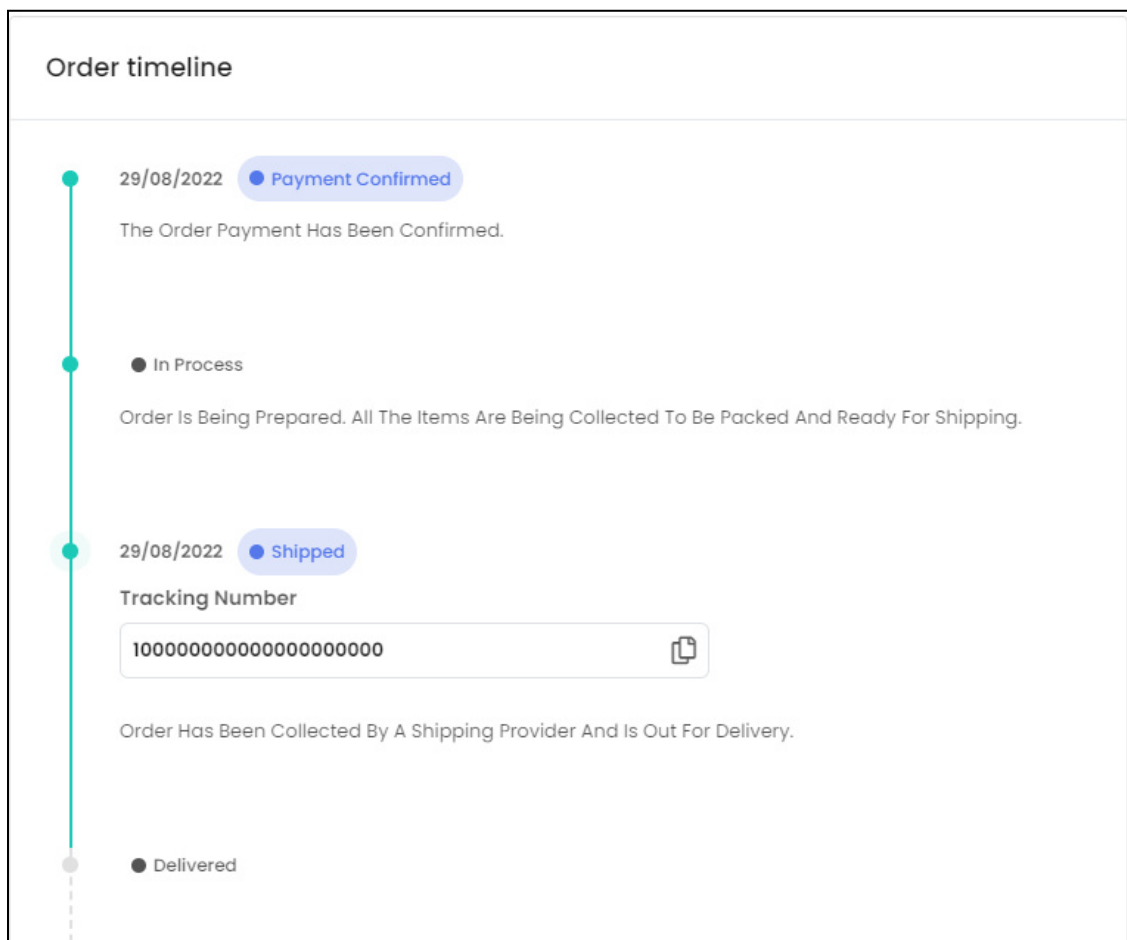 Order timeline
29/08/2022 Payment Confirmed
The Order Payment Has Been Confirmed.
In Process
Order Is Being Prepared. All The Items Are Being Collected To Be Packed And Ready For Shipping.
29/08/2022 Shipped
Tracking Number
100000000000000000000
Order Has Been Collected By A Shipping Provider And Is Out For Delivery.
Delivered